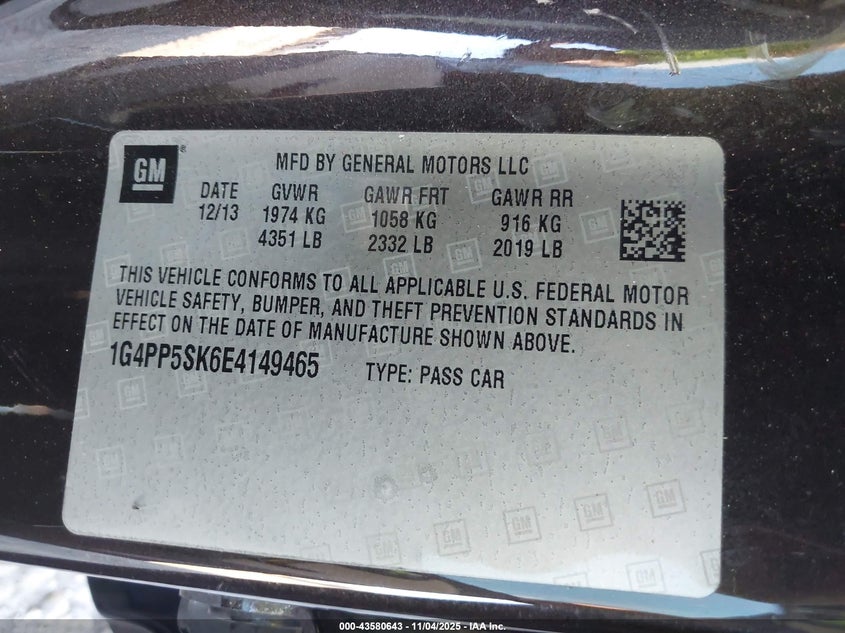 GM
MFD BY GENERAL MOTORS LLC
DATE GVWR GAWR FRT GAWR RR
12/13 1974 KG 1058 KG 916 KG
4351 LB 2332 LB 2019 LB
THIS VEHICLE CONFORMS TO ALL APPLICABLE U.S. FEDERAL MOTOR
VEHICLE SAFETY, BUMPER, AND THEFT PREVENTION STANDARDS IN
EFFECT ON THE DATE OF MANUFACTURE SHOWN ABOVE.
1G4PP5SK6E4149465 TYPE: PASS CAR
000-43580643 - 11/04/2025 - IAA Inc.